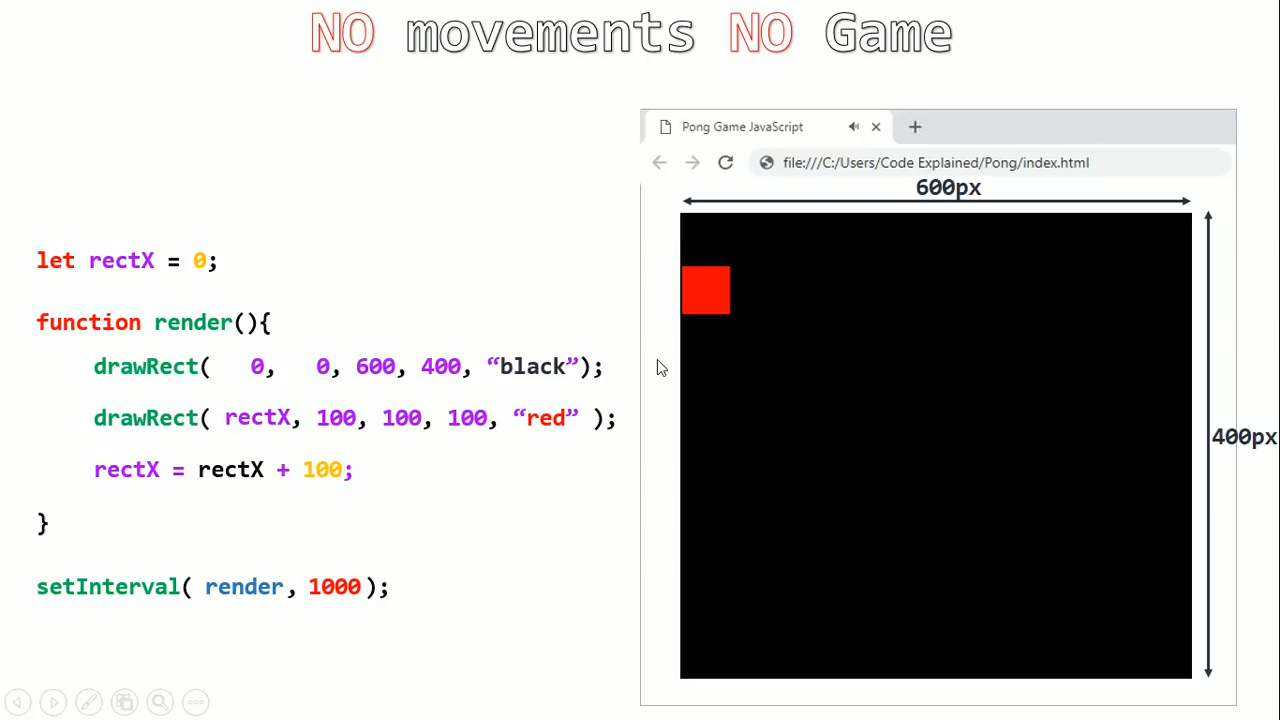 NO movements NO Game
let rectX = 0;
function render(){
drawRect( 0, 0, 600, 400, “black”);
drawRect( rectX, 100, 100, 100, “red” );
rectX = rectX + 100;
}
setInterval( render, 1000 );
Pong Game JavaScript
file:///C:/Users/Code Explained/Pong/index.html
600px
400px